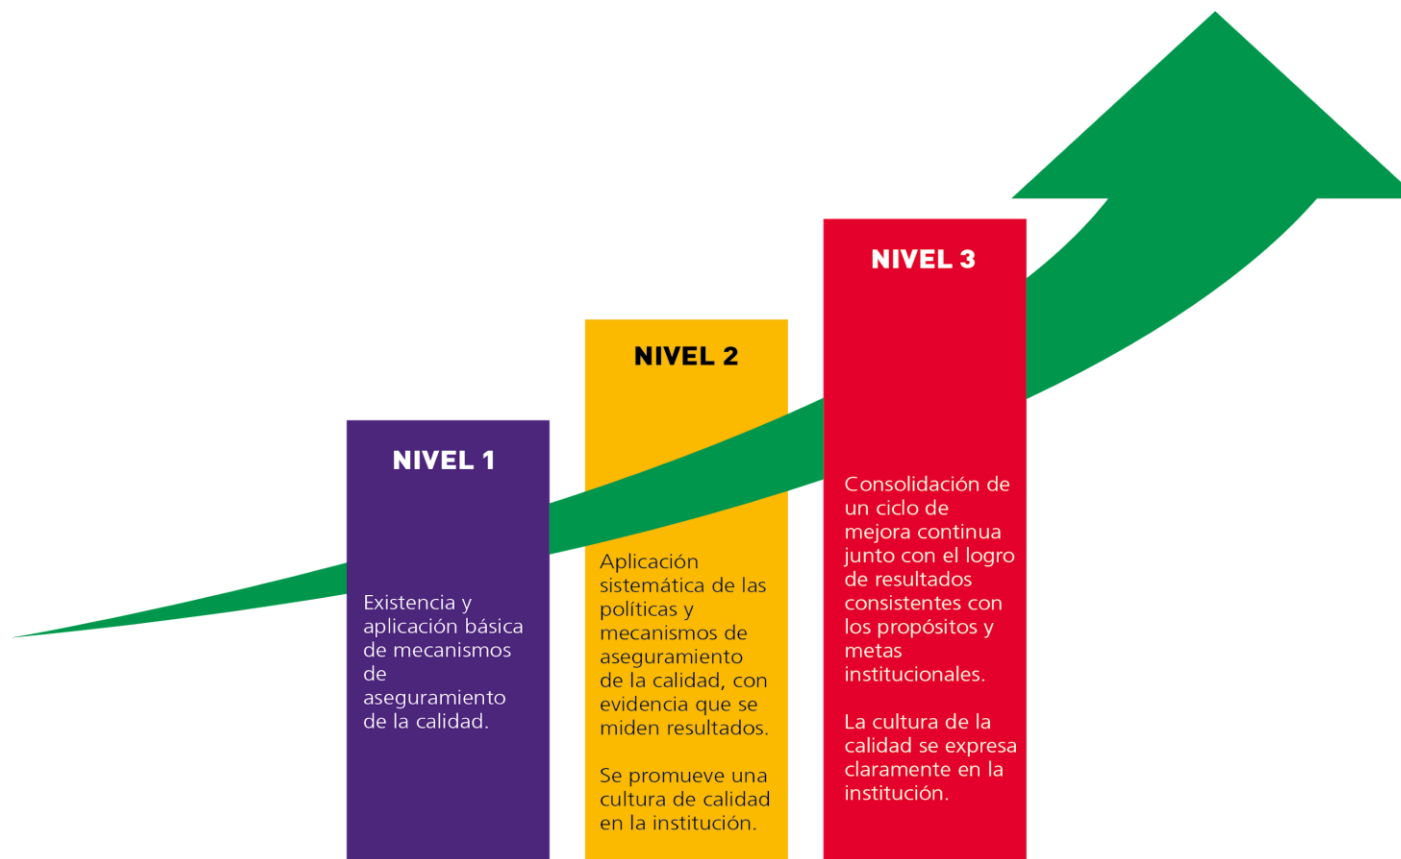 NIVEL 1
Existencia y
aplicación básica
de mecanismos
de
aseguramiento
de la calidad.
NIVEL 2
Aplicación
sistemática de las
políticas y
mecanismos de
aseguramiento
de la calidad, con
evidencia que se
miden resultados.
Se promueve una
cultura de calidad
en la institución.
NIVEL 3
Consolidación de
un ciclo de
mejora continua
junto con el logro
de resultados
consistentes con
los propósitos y
metas
institucionales.
La cultura de la
calidad se expresa
claramente en la
institución.